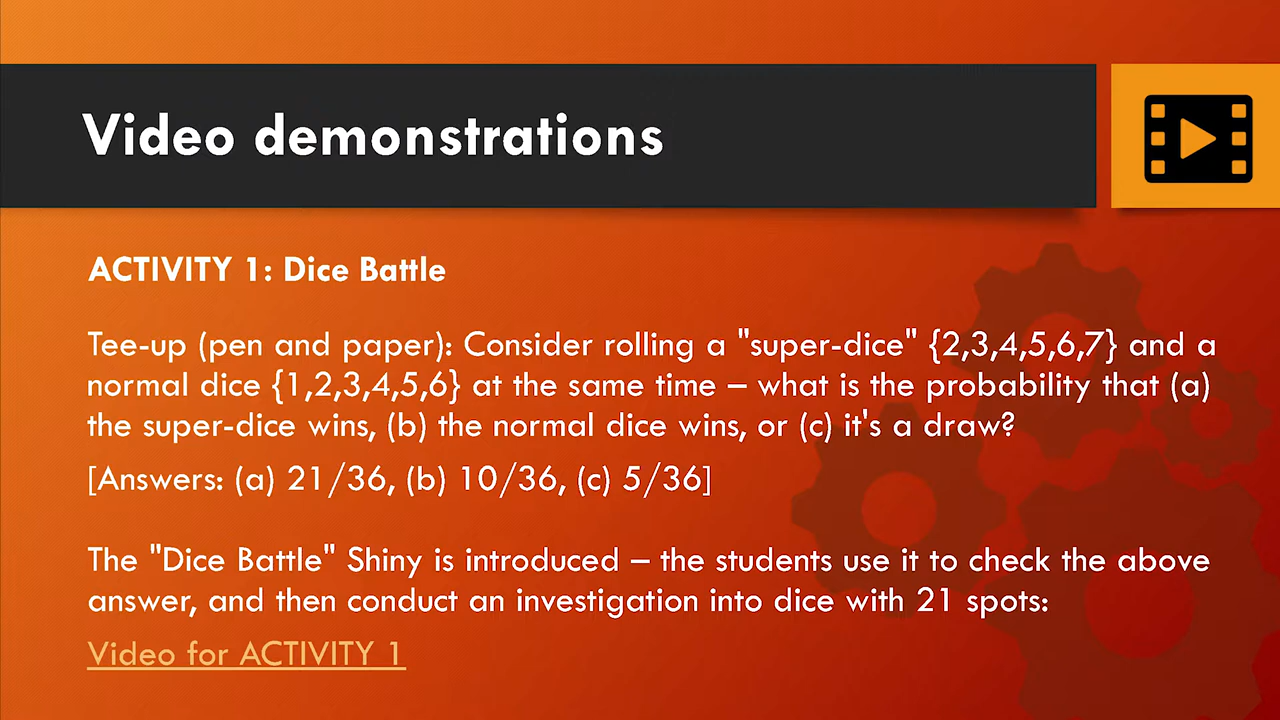 Video demonstrations
ACTIVITY 1: Dice Battle
Tee-up (pen and paper): Consider rolling a "super-dice" {2,3,4,5,6,7} and a
normal dice {1,2,3,4,5,6} at the same time – what is the probability that (a)
the super-dice wins, (b) the normal dice wins, or (c) it's a draw?
[Answers: (a) 21/36, (b) 10/36, (c) 5/36]
The "Dice Battle" Shiny is introduced – the students use it to check the above
answer, and then conduct an investigation into dice with 21 spots:
Video for ACTIVITY 1